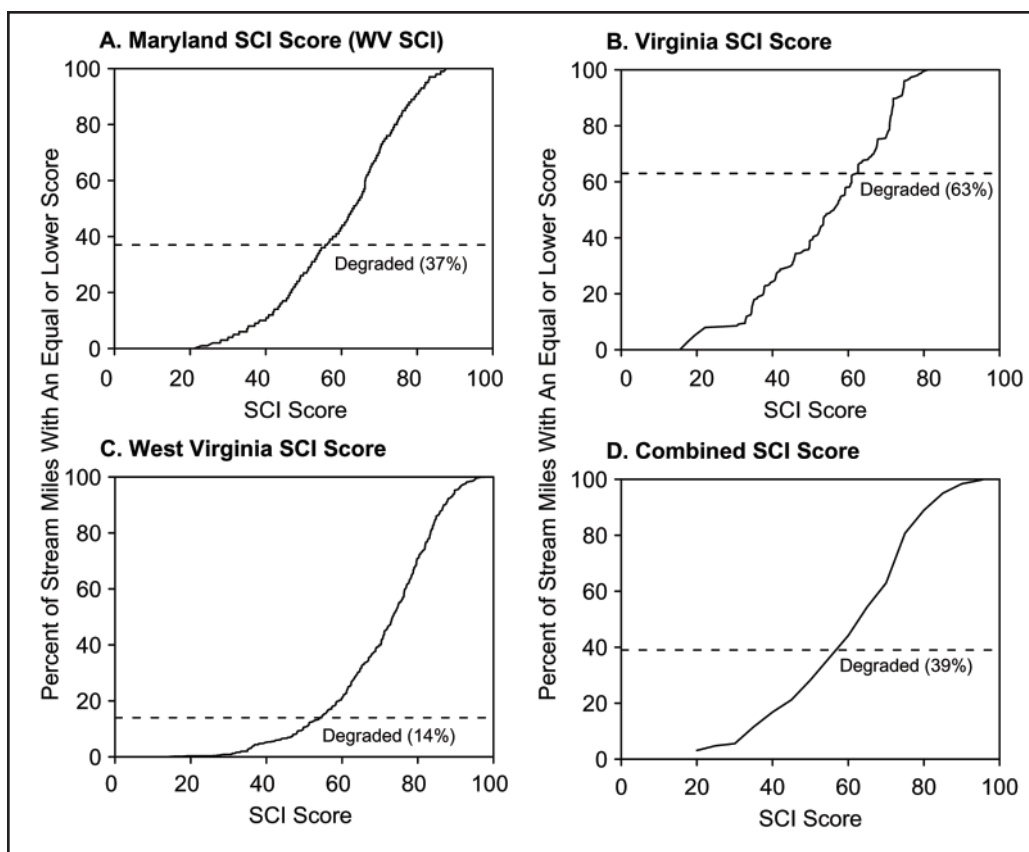 A. Maryland SCI Score (WV SCI)
Percent of Stream Miles With An Equal or Lower Score
100
80
60
40
20
0
Degraded (37%)
0 20 40 60 80 100
SCI Score
B. Virginia SCI Score
Percent of Stream Miles With An Equal or Lower Score
100
80
60
40
20
0
Degraded (63%)
0 20 40 60 80 100
SCI Score
C. West Virginia SCI Score
100
80
60
40
20
0
Degraded (14%)
0 20 40 60 80 100
SCI Score
D. Combined SCI Score
100
80
60
40
20
0
Degraded (39%)
0 20 40 60 80 100
SCI Score